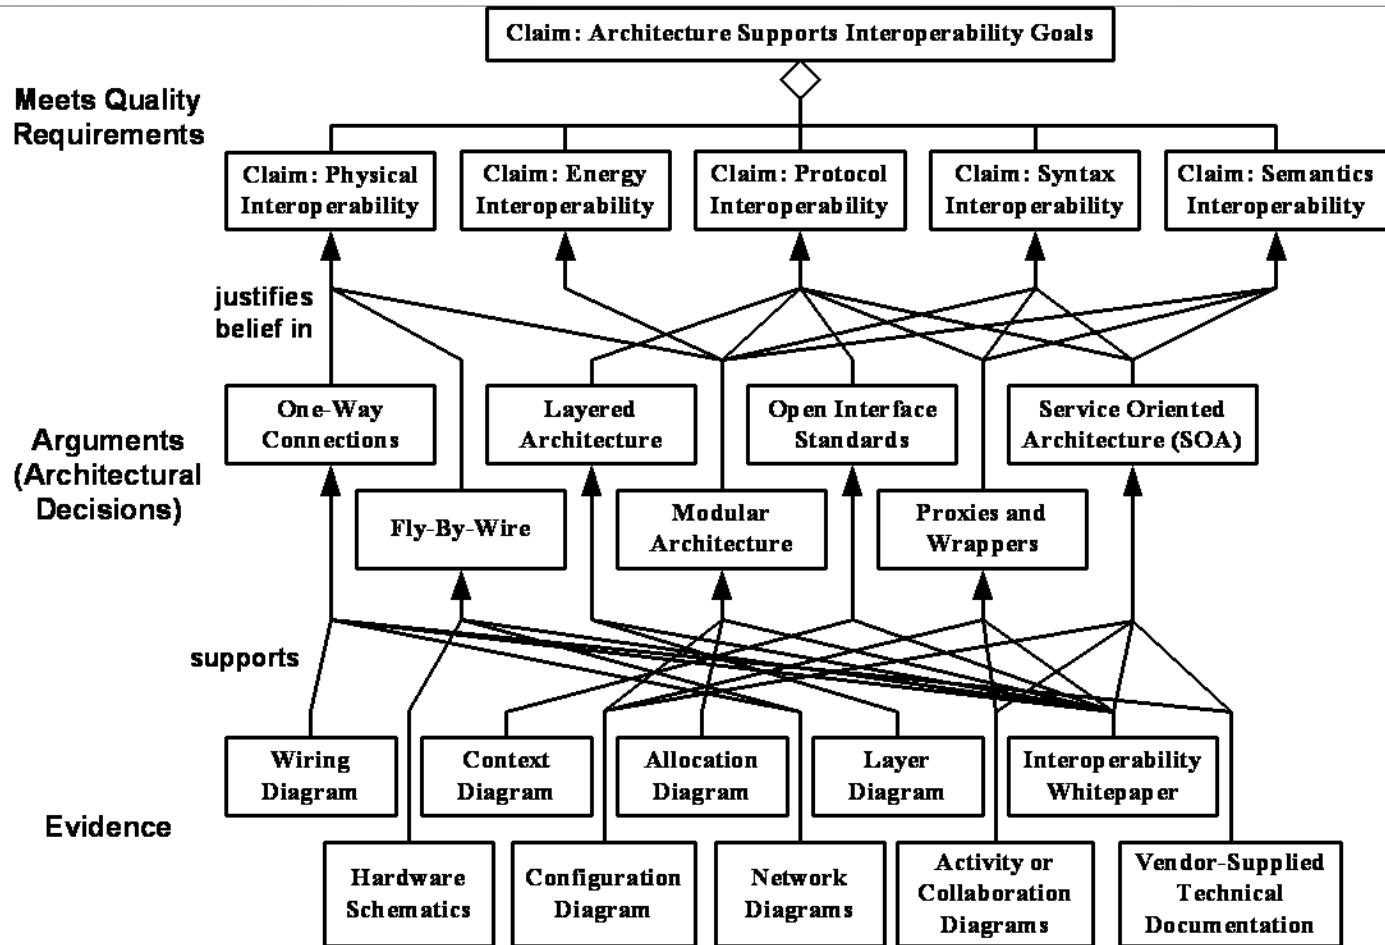 Claim: Architecture Supports Interoperability Goals
Meets Quality
Requirements
Claim: Physical
Interoperability
Claim: Energy
Interoperability
Claim: Protocol
Interoperability
Claim: Syntax
Interoperability
Claim: Semantics
Interoperability
justifies
belief in
Arguments
(Architectural
Decisions)
One-Way
Connections
Layered
Architecture
Open Interface
Standards
Service Oriented
Architecture (SOA)
Fly-By-Wire
Modular
Architecture
Proxies and
Wrappers
supports
Evidence
Wiring
Diagram
Context
Diagram
Allocation
Diagram
Layer
Diagram
Interoperability
Whitepaper
Hardware
Schematics
Configuration
Diagram
Network
Diagrams
Activity or
Collaboration
Diagrams
Vendor-Supplied
Technical
Documentation